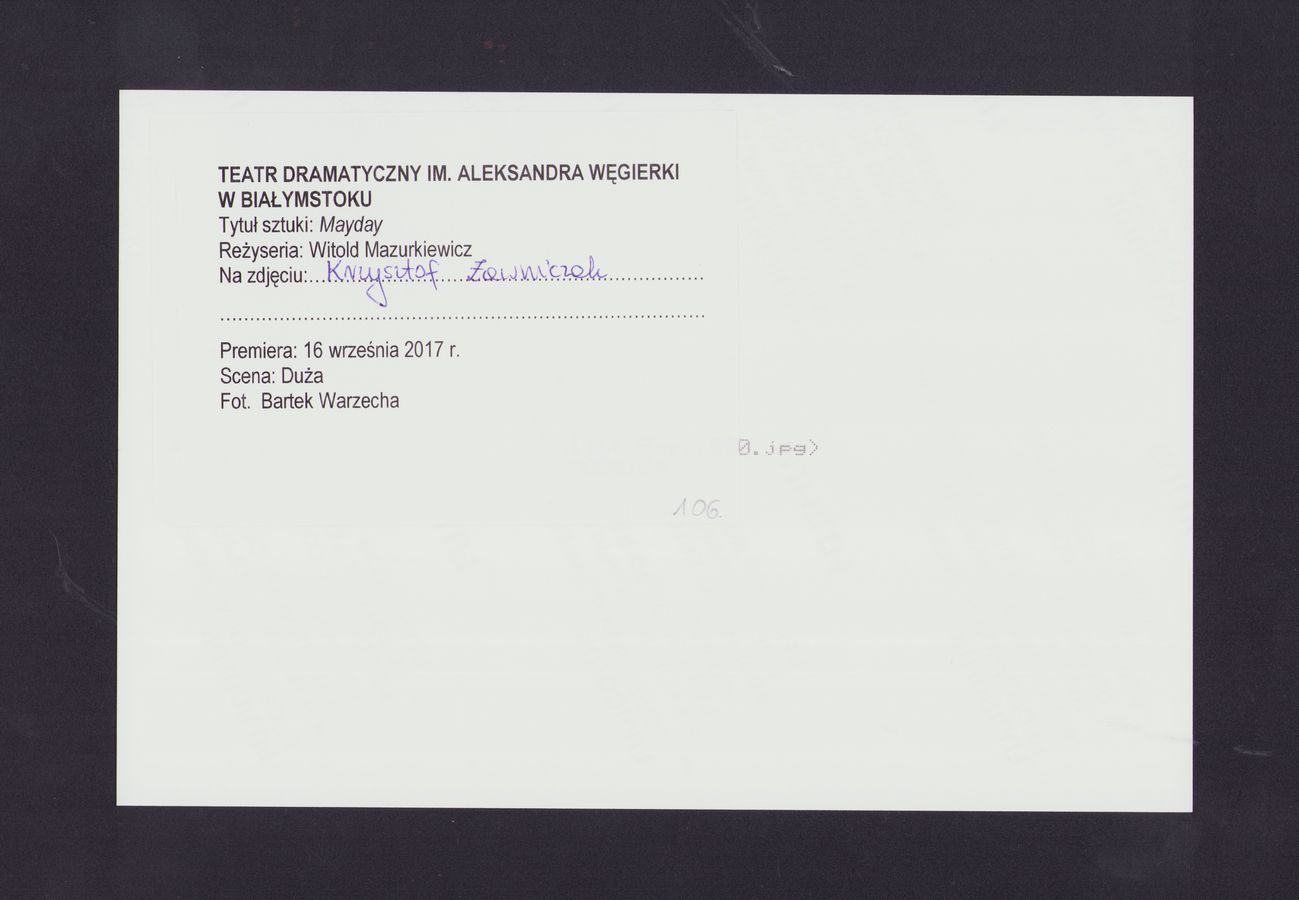 TEATR DRAMATYCZNY IM. ALEKSANDRA WĘGIERKI
W BIAŁYMSTOKU
Tytuł sztuki: Mayday
Reżyseria: Witold Mazurkiewicz
Na zdjęciu:...Krzysztof Ławniczak
Premiera: 16 września 2017 r.
Scena: Duża
Fot. Bartek Warzecha
0.jpg>
106.